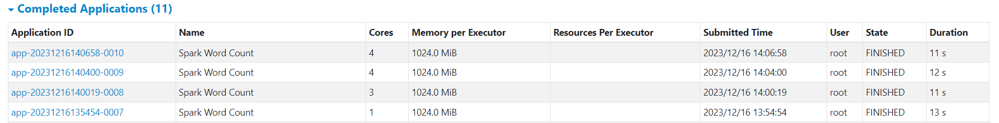 Completed Applications (11)
Application ID Name Cores Memory per Executor Resources Per Executor Submitted Time User State Duration
app-20231216140658-0010 Spark Word Count 4 1024.0 MiB 2023/12/16 14:06:58 root FINISHED 11 s
app-20231216140400-0009 Spark Word Count 4 1024.0 MiB 2023/12/16 14:04:00 root FINISHED 12 s
app-20231216140019-0008 Spark Word Count 3 1024.0 MiB 2023/12/16 14:00:19 root FINISHED 11 s
app-20231216135454-0007 Spark Word Count 1 1024.0 MiB 2023/12/16 13:54:54 root FINISHED 13 s